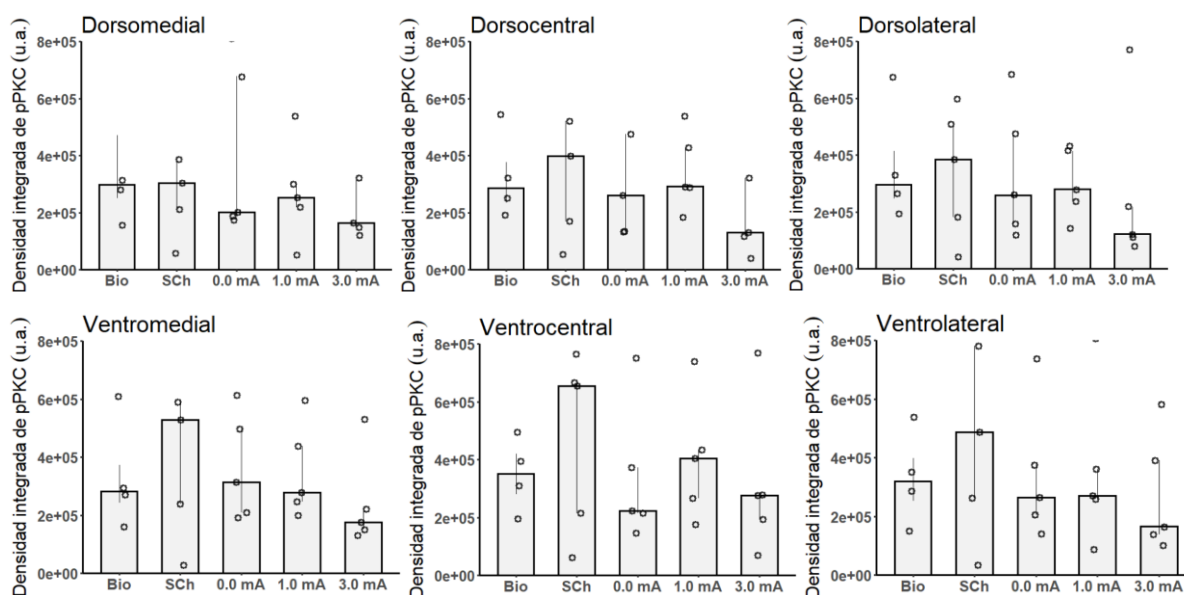 Dorsomedial
Densidad integrada de pPKC (u.a.)
8e+05
6e+05
4e+05
2e+05
0e+00
Bio SCh 0.0 mA 1.0 mA 3.0 mA
Dorsocentral
Densidad integrada de pPKC (u.a.)
8e+05
6e+05
4e+05
2e+05
0e+00
Bio SCh 0.0 mA 1.0 mA 3.0 mA
Dorsolateral
Densidad integrada de pPKC (u.a.)
8e+05
6e+05
4e+05
2e+05
0e+00
Bio SCh 0.0 mA 1.0 mA 3.0 mA
Ventromedial
Densidad integrada de pPKC (u.a.)
8e+05
6e+05
4e+05
2e+05
0e+00
Bio SCh 0.0 mA 1.0 mA 3.0 mA
Ventrocentral
Densidad integrada de pPKC (u.a.)
8e+05
6e+05
4e+05
2e+05
0e+00
Bio SCh 0.0 mA 1.0 mA 3.0 mA
Ventrolateral
Densidad integrada de pPKC (u.a.)
8e+05
6e+05
4e+05
2e+05
0e+00
Bio SCh 0.0 mA 1.0 mA 3.0 mA